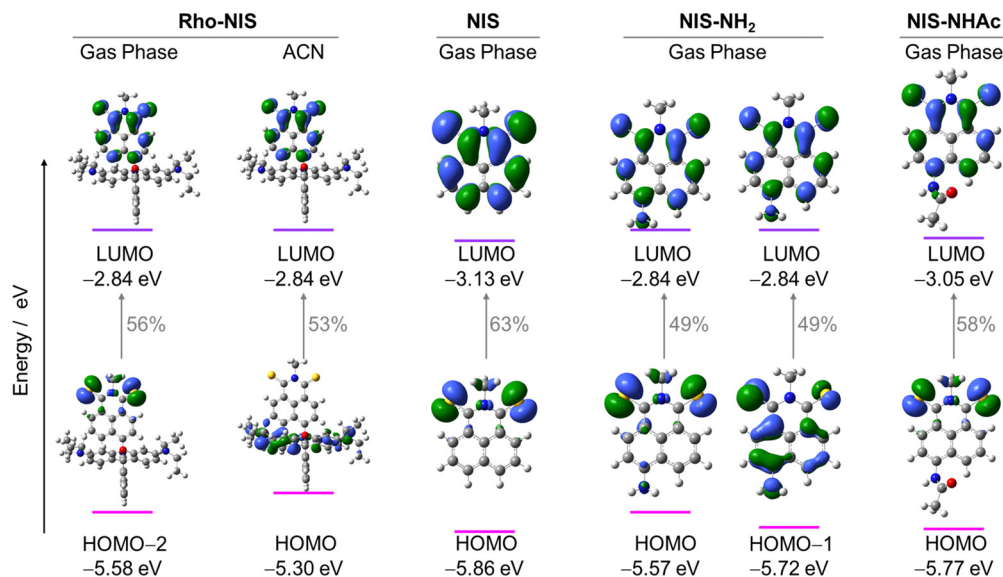 Rho-NIS NIS NIS-NH₂ NIS-NHAc
Gas Phase ACN Gas Phase Gas Phase Gas Phase
Energy / eV
LUMO LUMO LUMO LUMO LUMO LUMO
−2.84 eV −2.84 eV −3.13 eV −2.84 eV −2.84 eV −3.05 eV
56% 53% 63% 49% 49% 58%
HOMO−2 HOMO HOMO HOMO HOMO−1 HOMO
−5.58 eV −5.30 eV −5.86 eV −5.57 eV −5.72 eV −5.77 eV